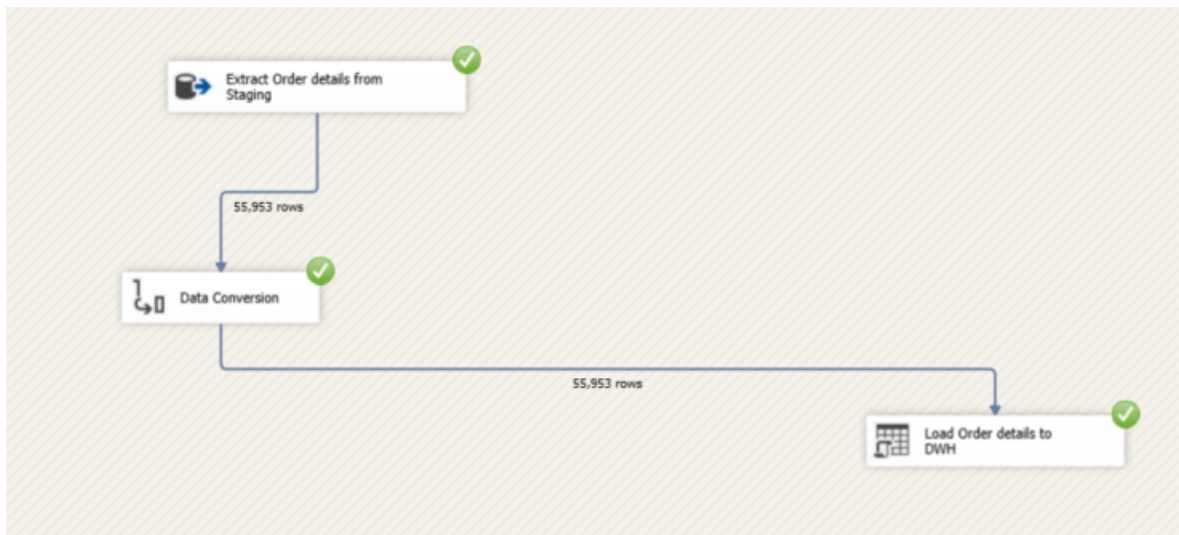 Extract Order details from
Staging
55,953 rows
Data Conversion
55,953 rows
Load Order details to
DWH